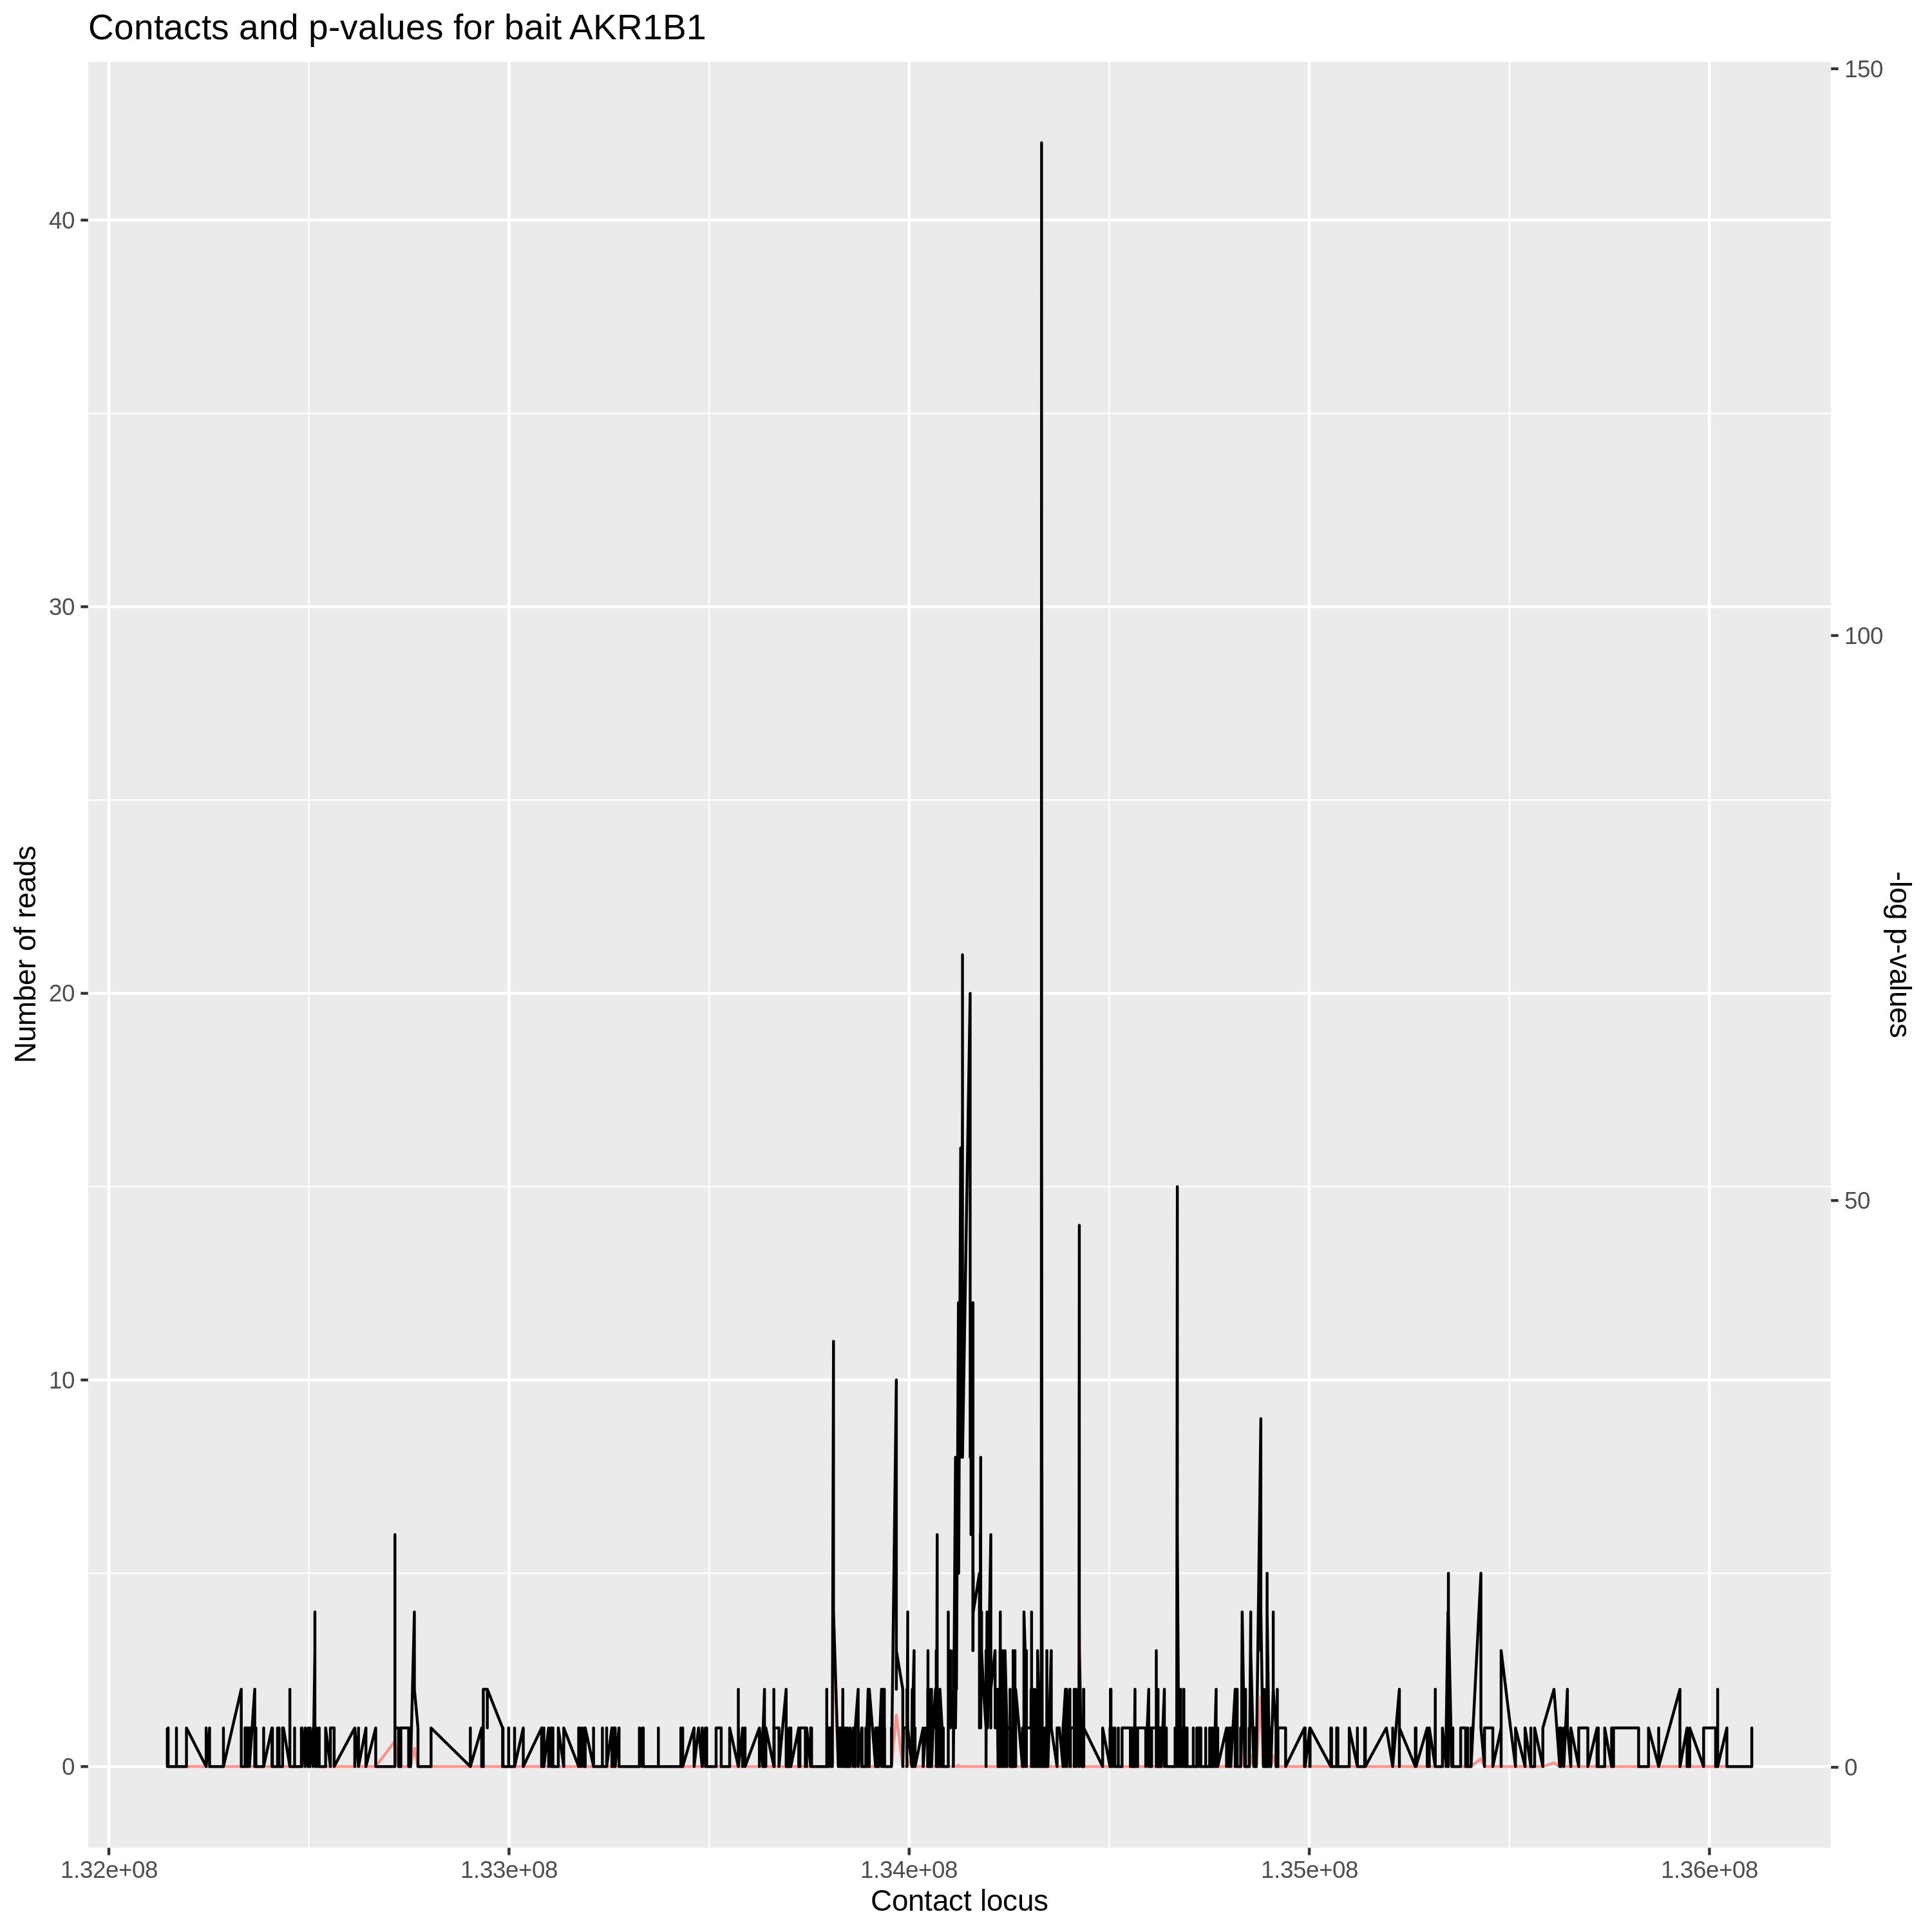 Contacts and p-values for bait AKR1B1
150
40
30
100
20
50
10
0
0
Number of reads
-log p-values
1.32e+08
1.33e+08
1.34e+08
1.35e+08
1.36e+08
Contact locus